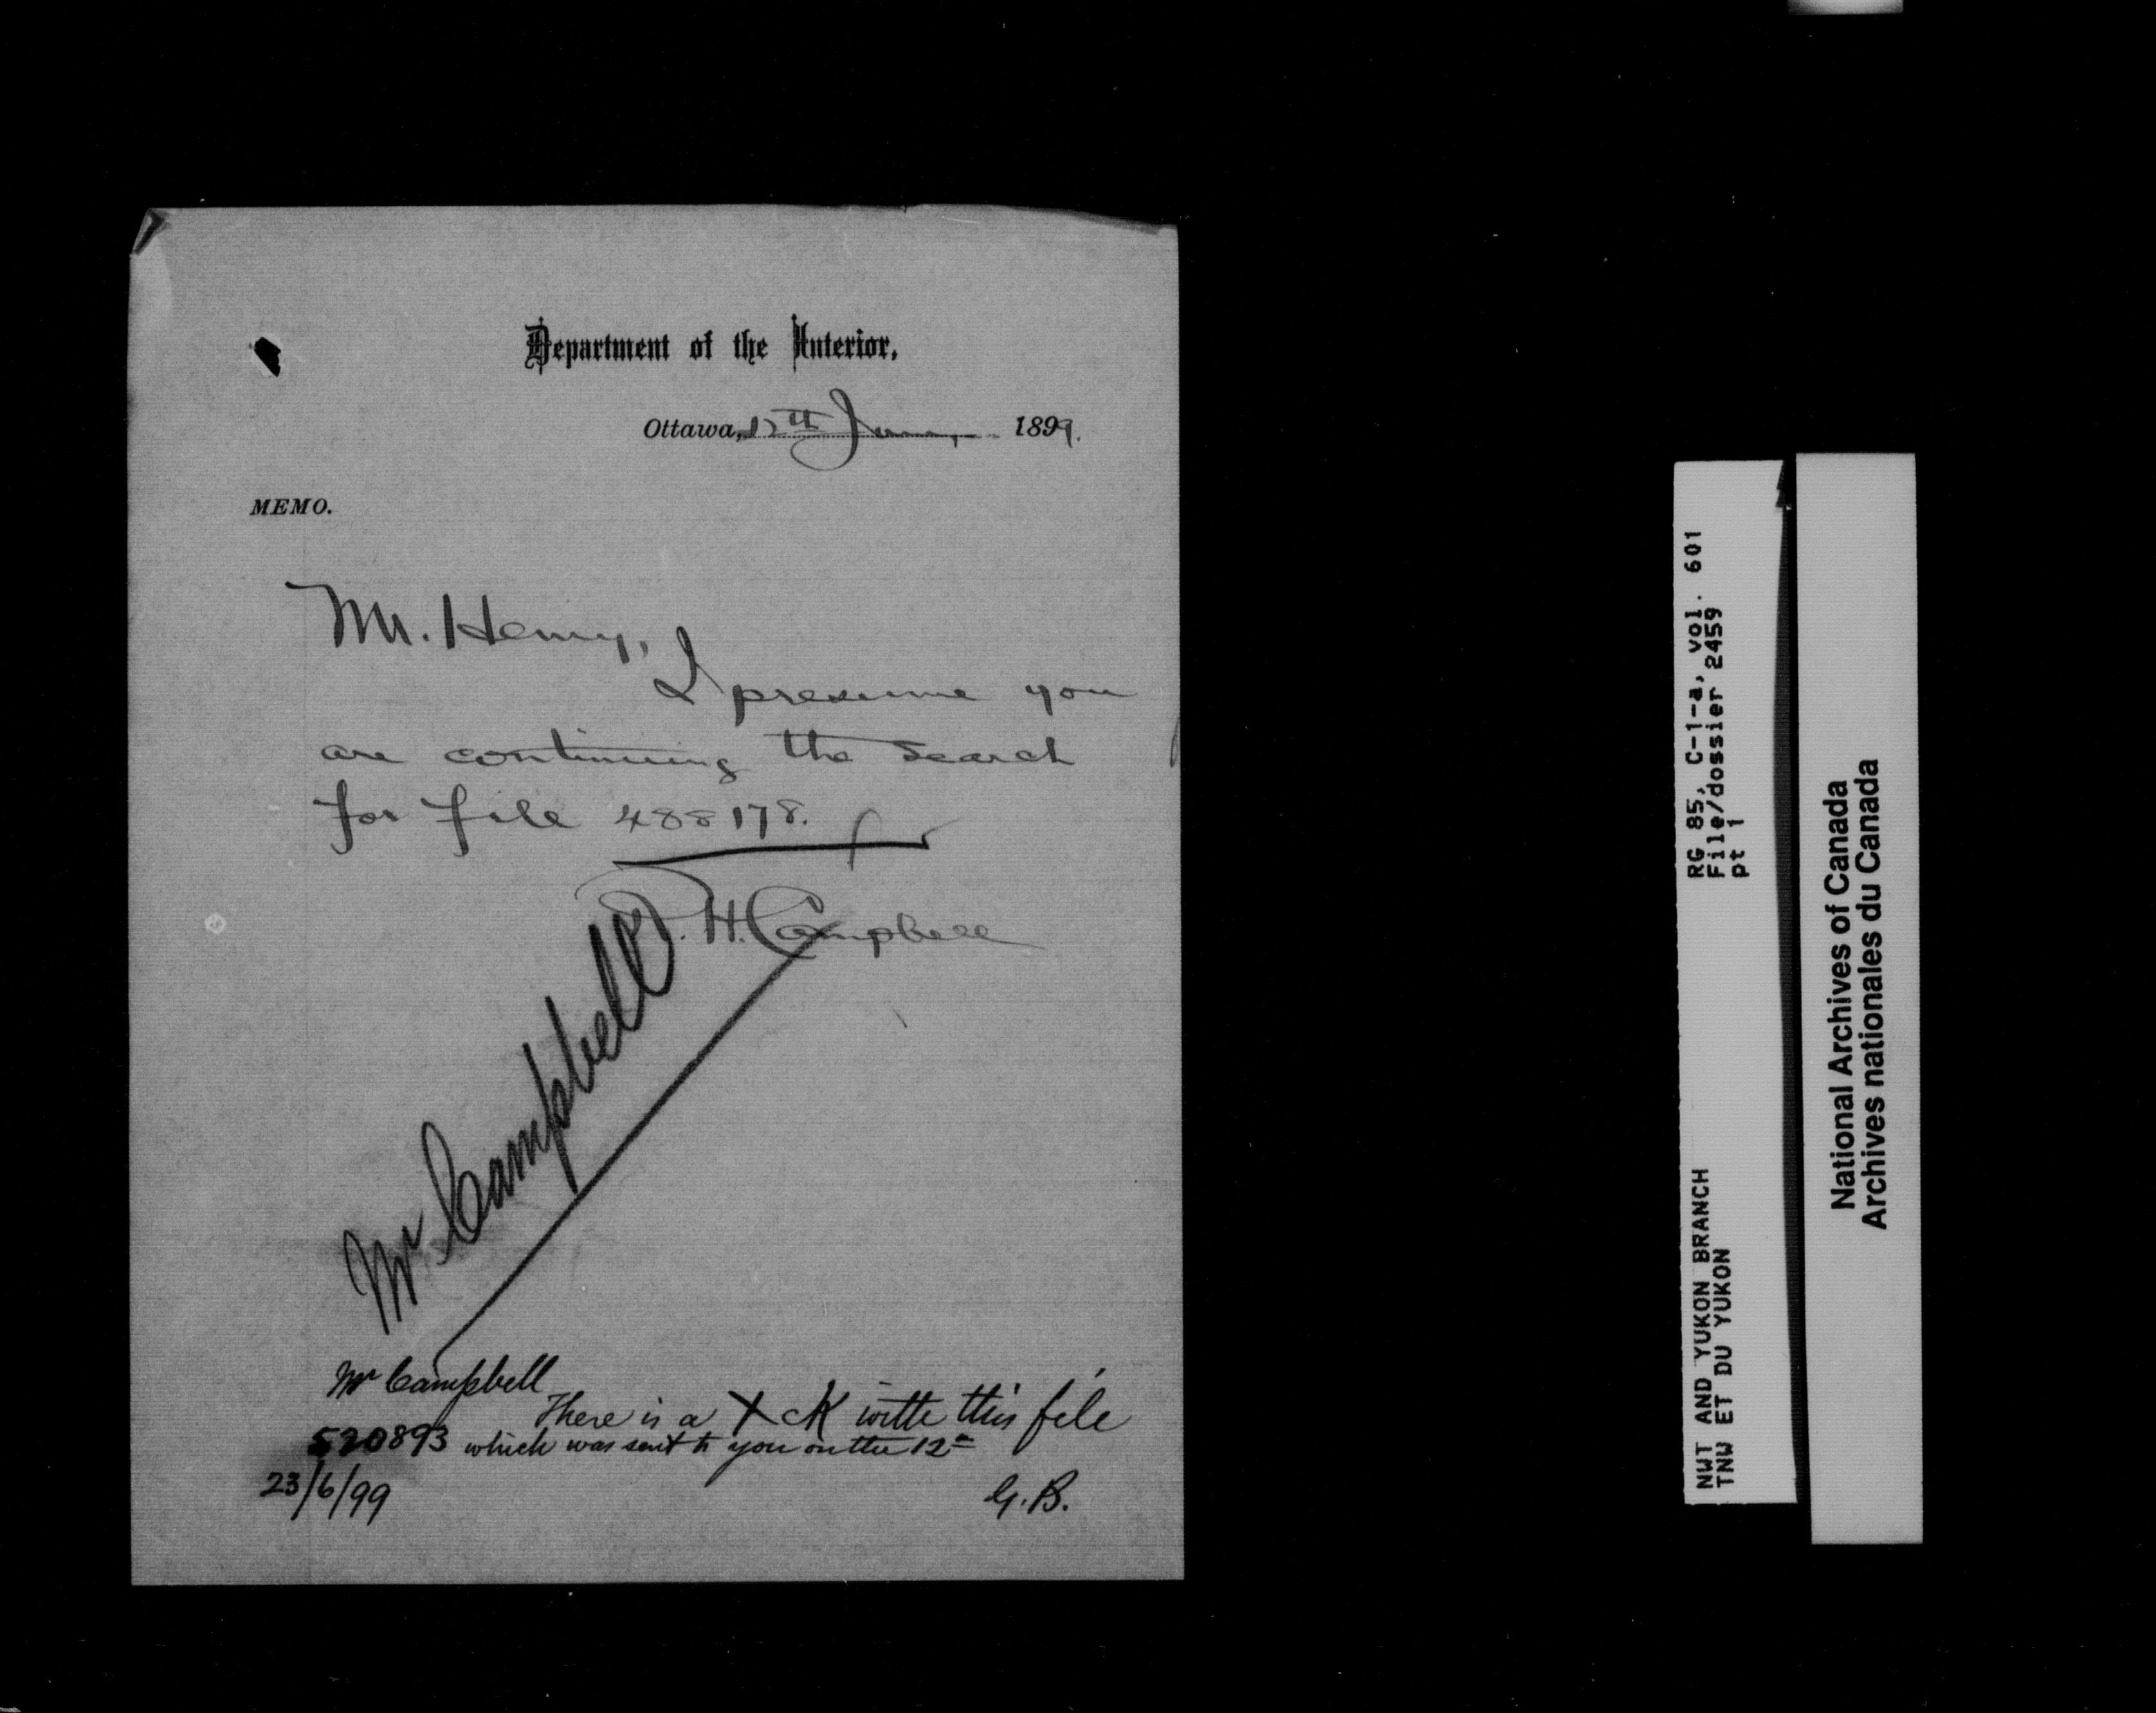 Department of the Interior,
Ottawa, 12th June, 1899.
MEMO.
Mr. Henry,
I presume you
are continuing the search
for file 488178.
H. Campbell
Mr Campbell
Mr Campbell
There is a X ck with this file
520893 which was sent to you on the 12th
23/6/99
G.B.
RG 85, C-1-a, vol. 601
File/dossier 2459
pt 1
NWT AND YUKON BRANCH
TNW ET DU YUKON
National Archives of Canada
Archives nationales du Canada